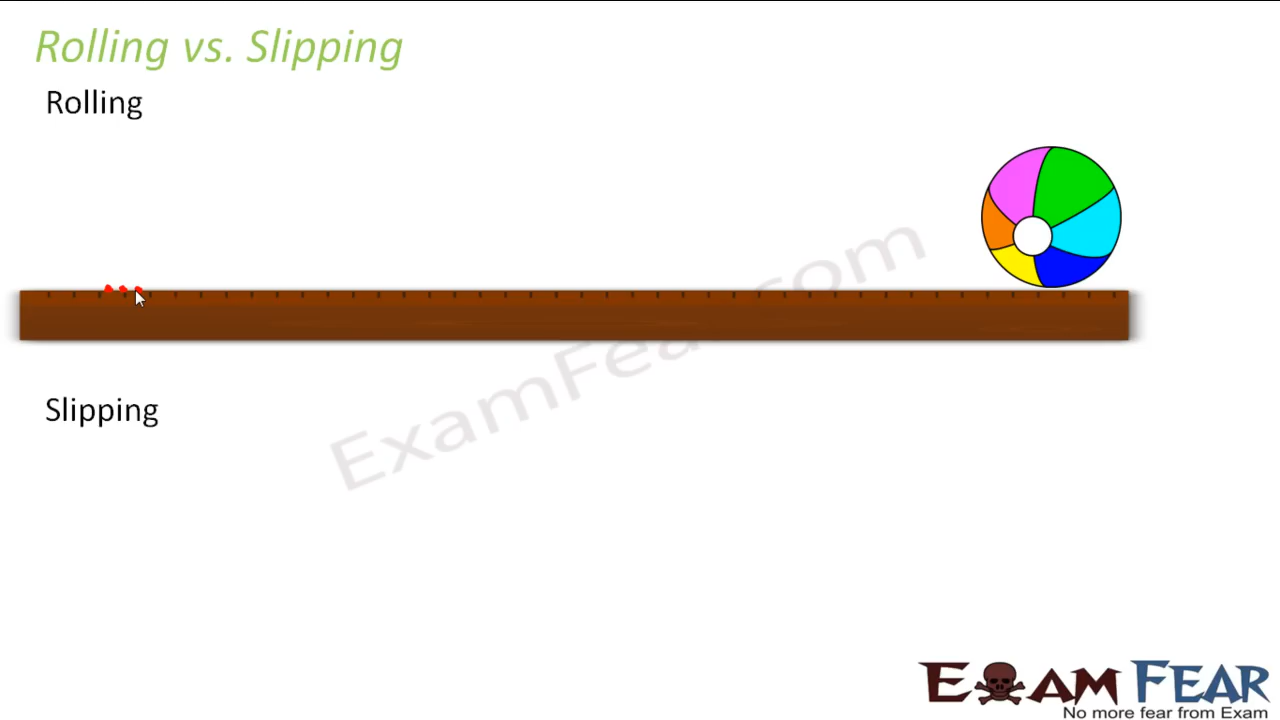 Rolling vs. Slipping
Rolling
ExamFear.com
Slipping
EXAM FEAR
No more fear from Exam